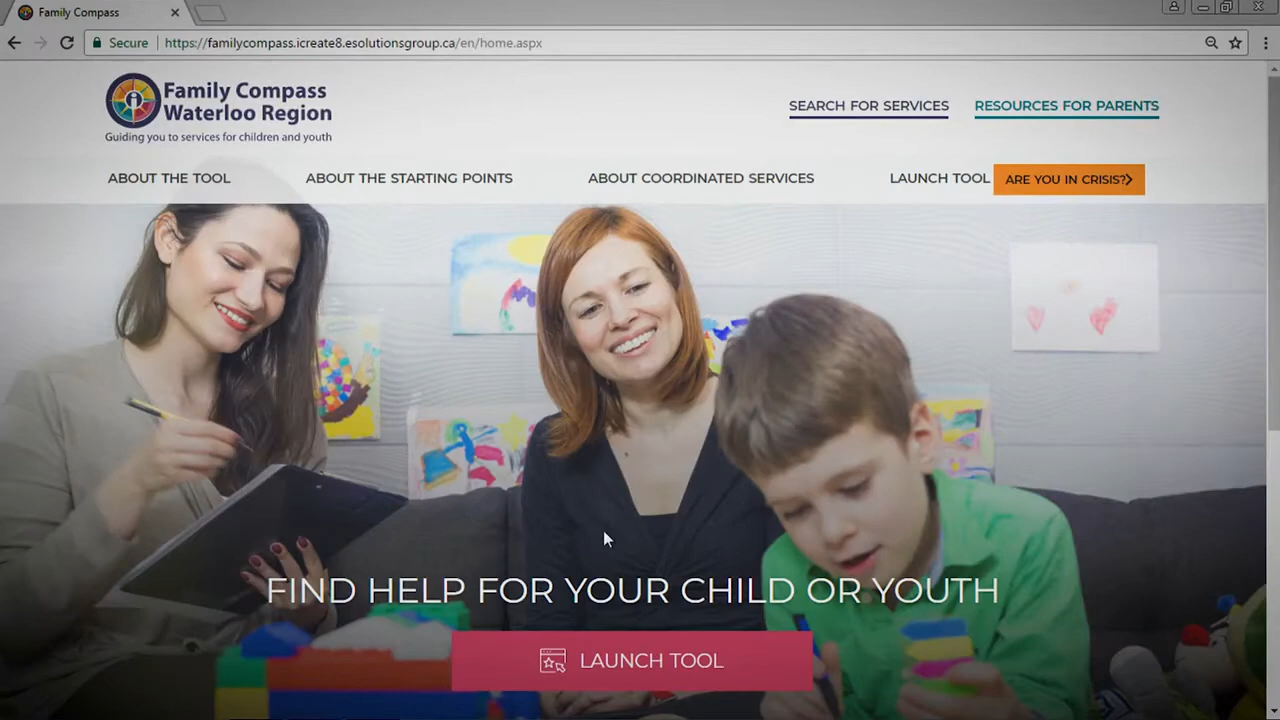 Family Compass
Secure
https://familycompass.icreate8.esolutionsgroup.ca/en/home.aspx
Family Compass
Waterloo Region
Guiding you to services for children and youth
SEARCH FOR SERVICES
RESOURCES FOR PARENTS
ABOUT THE TOOL
ABOUT THE STARTING POINTS
ABOUT COORDINATED SERVICES
LAUNCH TOOL
ARE YOU IN CRISIS?
FIND HELP FOR YOUR CHILD OR YOUTH
LAUNCH TOOL